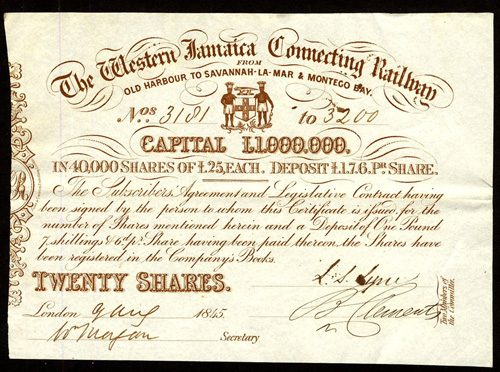 The Western Jamaica Connecting Railway
FROM
OLD HARBOUR TO SAVANNAH-LA-MAR & MONTEGO BAY.
Nos. 3181 to 3200
CAPITAL £1,000,000.
IN 40,000 SHARES OF £25, EACH. DEPOSIT £1.7.6. Pr. SHARE.
The Subscribers' Agreement and Legislative Contract having
been signed by the person to whom this Certificate is issued, for the
number of Shares mentioned herein and a Deposit of One Pound
7, shillings & 6d. pr. Share having been paid thereon, the Shares have
been registered in the Company's Books.
TWENTY SHARES.
London 9 Aug 1845.
W Morgan Secretary
B Clements
Two Members of
the Committee.